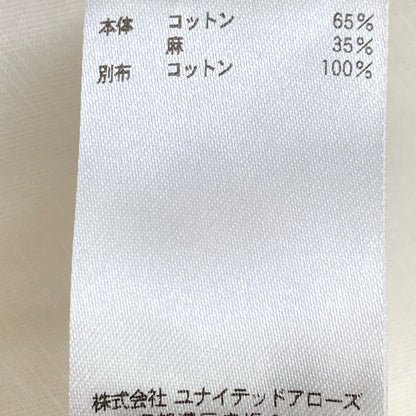 本体 コットン 65%
麻 35%
別布 コットン 100%
株式会社 ユナイテッドアローズ